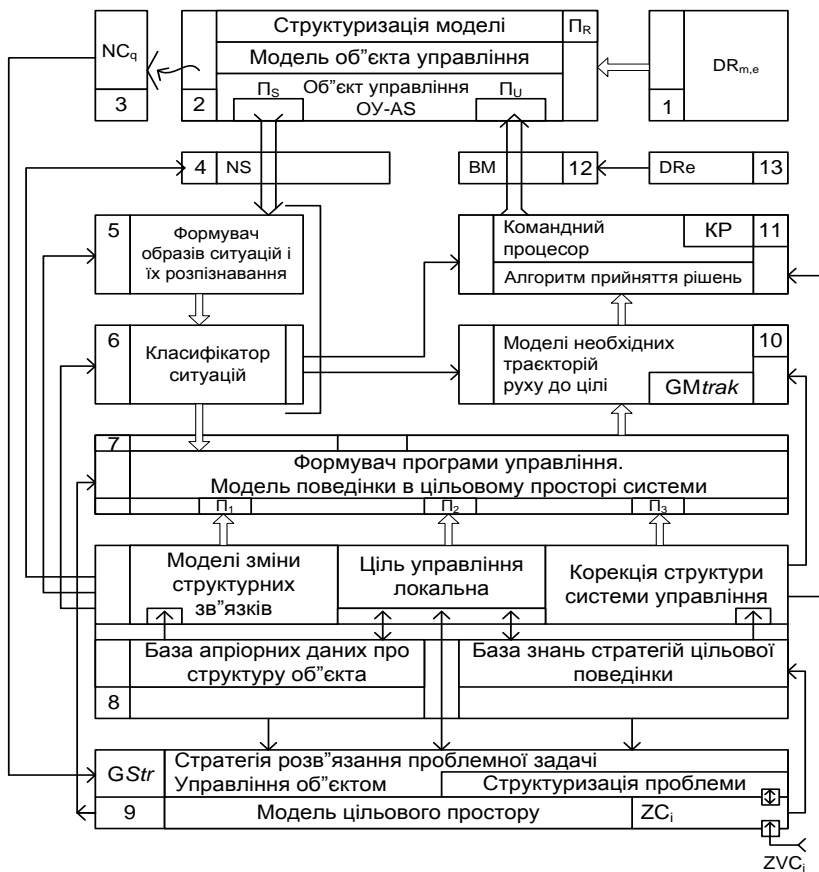 NC_q
3
Структуризація моделі
П_R
Модель об"єкта управління
Об"єкт управління
ОУ-AS
П_S
П_U
2
DR_m,e
1
4
NS
ВМ
12
DRe
13
5
Формувач
образів ситуацій і
їх розпізнавання
Командний
процесор
КР
11
Алгоритм прийняття рішень
6
Класифікатор
ситуацій
Моделі необхідних
траєкторій
руху до цілі
10
GMtrak
7
Формувач програми управління.
Модель поведінки в цільовому просторі системи
П_1
П_2
П_3
Моделі зміни
структурних
зв"язків
Ціль управління
локальна
Корекція структури
системи управління
База апріорних даних про
структуру об"єкта
База знань стратегій цільової
поведінки
8
GStr
Стратегія розв"язання проблемної задачі
Управління об"єктом
Структуризація проблеми
9
Модель цільового простору
ZC_i
ZVC_i